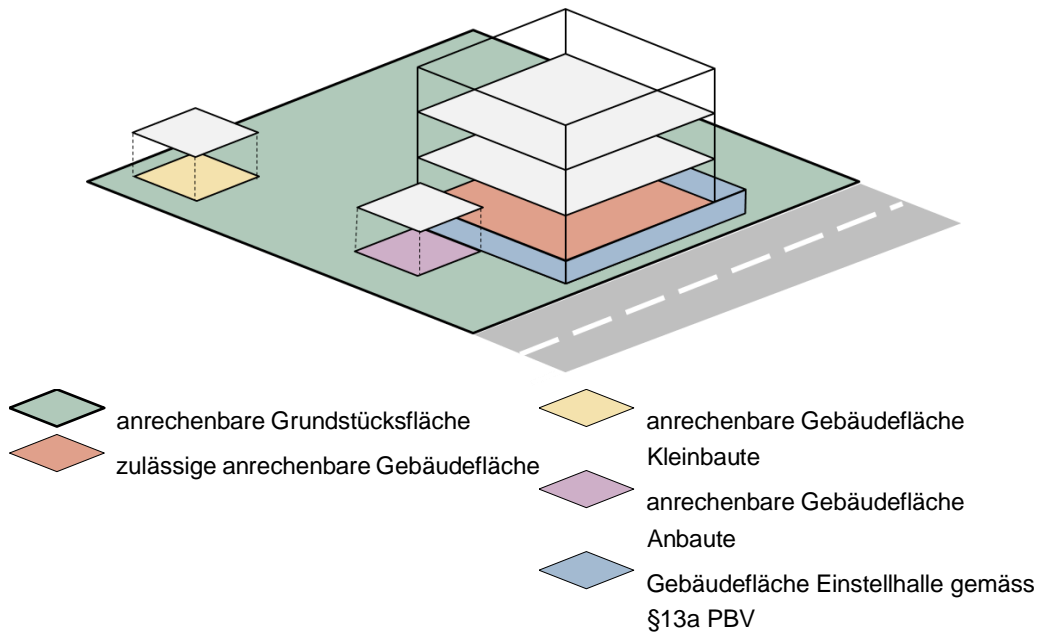 anrechenbare Grundstücksfläche
zulässige anrechenbare Gebäudefläche
anrechenbare Gebäudefläche
Kleinbaute
anrechenbare Gebäudefläche
Anbaute
Gebäudefläche Einstellhalle gemäss
§13a PBV